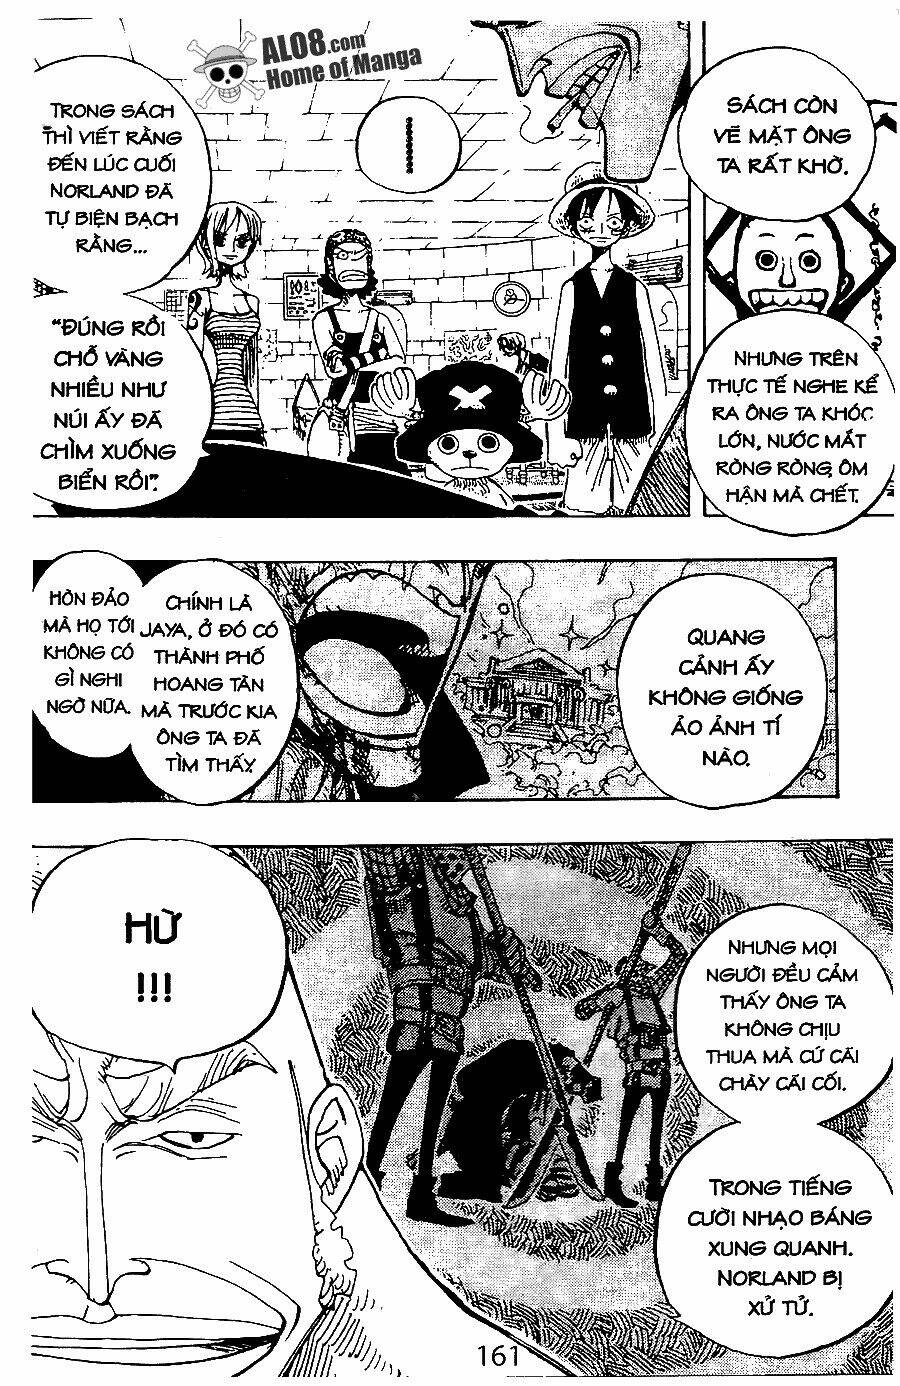 AL08.com
Home of Manga
TRONG SÁCH
THÌ VIẾT RẰNG
ĐẾN LÚC CUỐI
NORLAND ĐÃ
TỰ BIỆN BẠCH
RẰNG...
"ĐÚNG RỒI
CHỖ VÀNG
NHIỀU NHƯ
NÚI ẤY ĐÃ
CHÌM XUỐNG
BIỂN RỒI".
SÁCH CÒN
VẼ MẶT ÔNG
TA RẤT KHỜ.
NHƯNG TRÊN
THỰC TẾ NGHE KỂ
RA ÔNG TA KHÓC
LỚN, NƯỚC MẮT
RÒNG RÒNG, ÔM
HẬN MÀ CHẾT.
HÒN ĐẢO
MÀ HỌ TỚI
KHÔNG CÓ
GÌ NGHI
NGỜ NỮA.
CHÍNH LÀ
JAYA, Ở ĐÓ CÓ
THÀNH PHỐ
HOANG TÀN
MÀ TRƯỚC KIA
ÔNG TA ĐÃ
TÌM THẤY.
QUANG
CẢNH ẤY
KHÔNG GIỐNG
ẢO ẢNH TÍ
NÀO.
HỪ
!!!
NHƯNG MỌI
NGƯỜI ĐỀU CẢM
THẤY ÔNG TA
KHÔNG CHỊU
THUA MÀ CỨ CÃI
CHÀY CÃI CỐI.
TRONG TIẾNG
CƯỜI NHẠO BÁNG
XUNG QUANH.
NORLAND BỊ
XỬ TỬ.
161